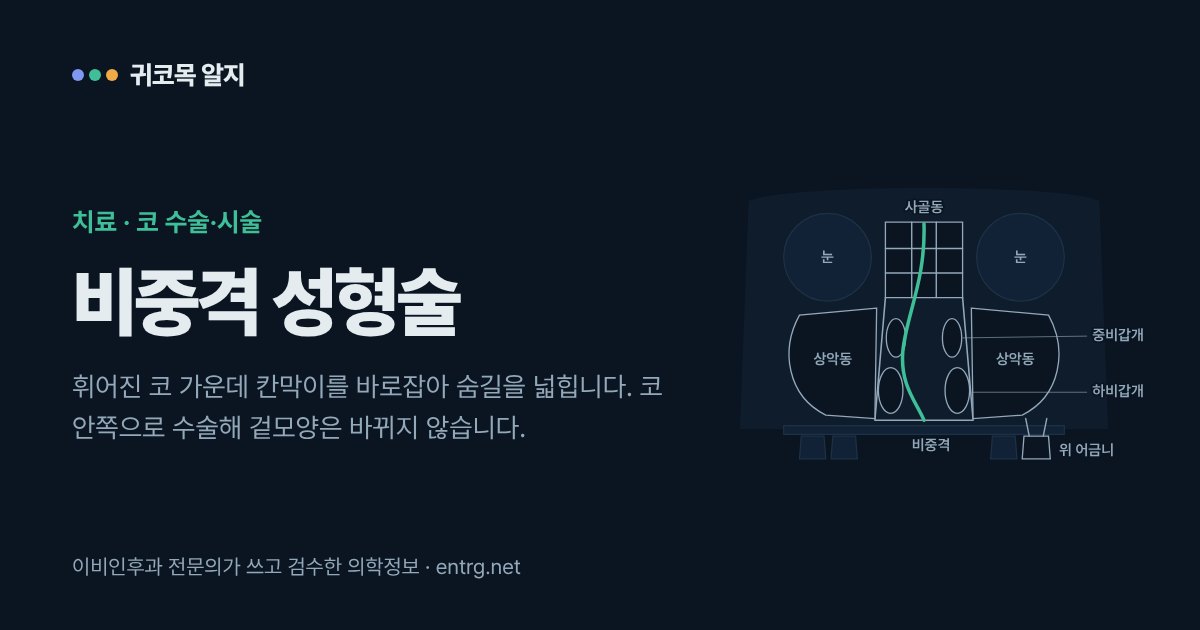 귀코목 알지
치료 · 코 수술·시술
비중격 성형술
휘어진 코 가운데 칸막이를 바로잡아 숨길을 넓힙니다. 코
안쪽으로 수술해 겉모양은 바뀌지 않습니다.
사골동
눈
눈
중비갑개
상악동
상악동
하비갑개
비중격
위 어금니
이비인후과 전문의가 쓰고 검수한 의학정보 · entrg.net